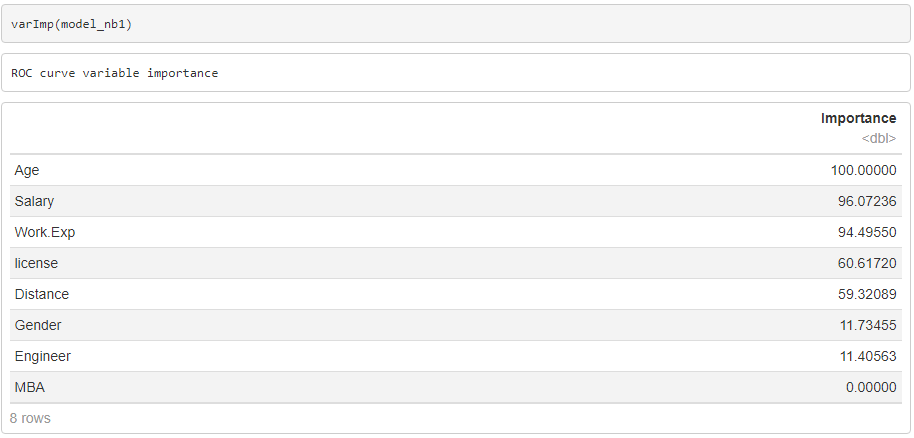 varImp(model_nb1)
ROC curve variable importance
Importance
<dbl>
Age 100.00000
Salary 96.07236
Work.Exp 94.49550
license 60.61720
Distance 59.32089
Gender 11.73455
Engineer 11.40563
MBA 0.00000
8 rows